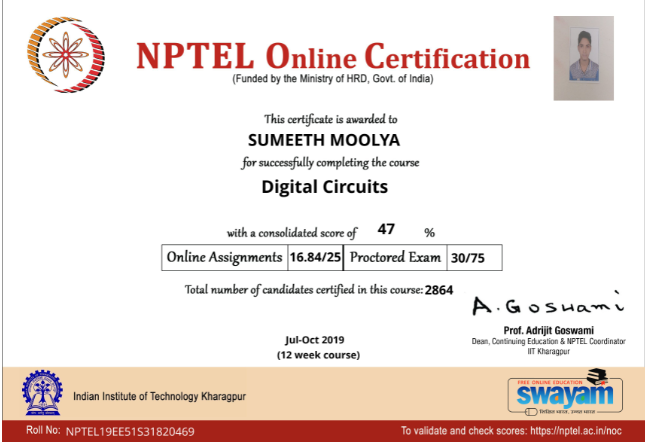 NPTEL Online Certification
(Funded by the Ministry of HRD, Govt. of India)
This certificate is awarded to
SUMEETH MOOLYA
for successfully completing the course
Digital Circuits
with a consolidated score of 47 %
Online Assignments 16.84/25 Proctored Exam 30/75
Total number of candidates certified in this course: 2864
A. Goswami
Prof. Adrijit Goswami
Dean, Continuing Education & NPTEL Coordinator
IIT Kharagpur
Jul-Oct 2019
(12 week course)
Indian Institute of Technology Kharagpur
FREE ONLINE EDUCATION
swayam
शिक्षित भारत, उन्नत भारत
Roll No: NPTEL19EE51S31820469
To validate and check scores: https://nptel.ac.in/noc